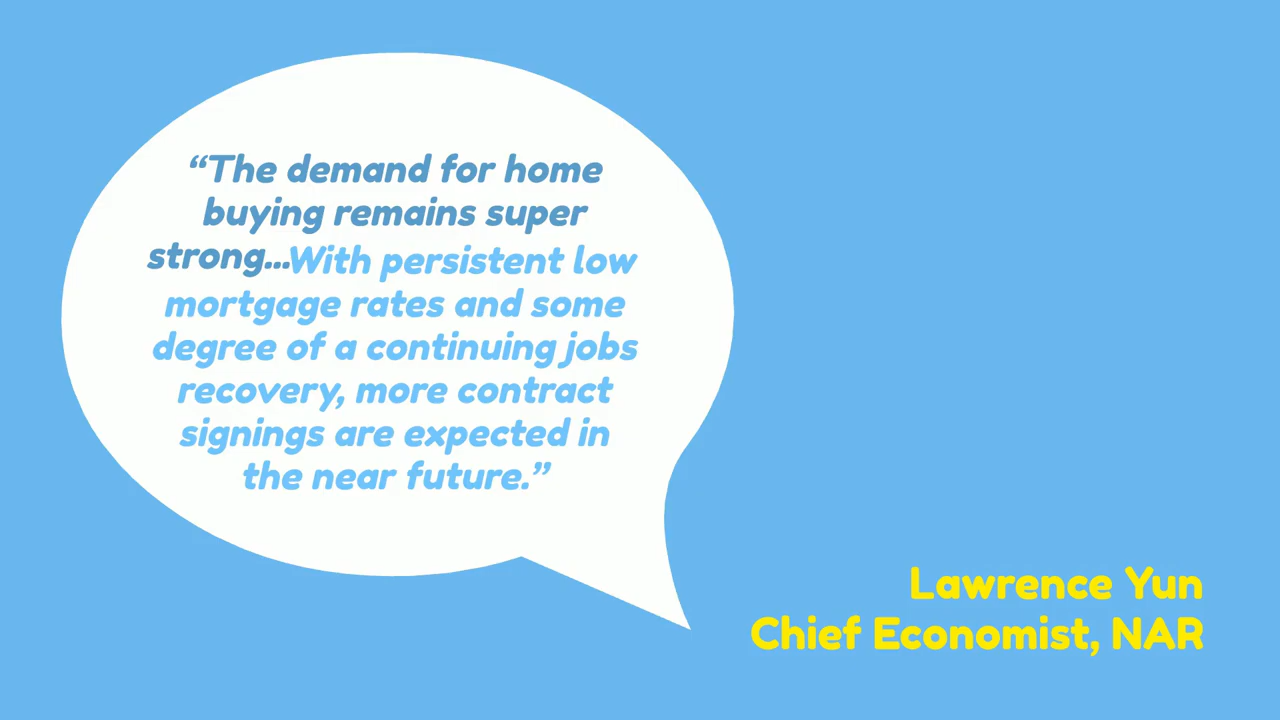 “The demand for home
buying remains super
strong...With persistent low
mortgage rates and some
degree of a continuing jobs
recovery, more contract
signings are expected in
the near future.”
Lawrence Yun
Chief Economist, NAR